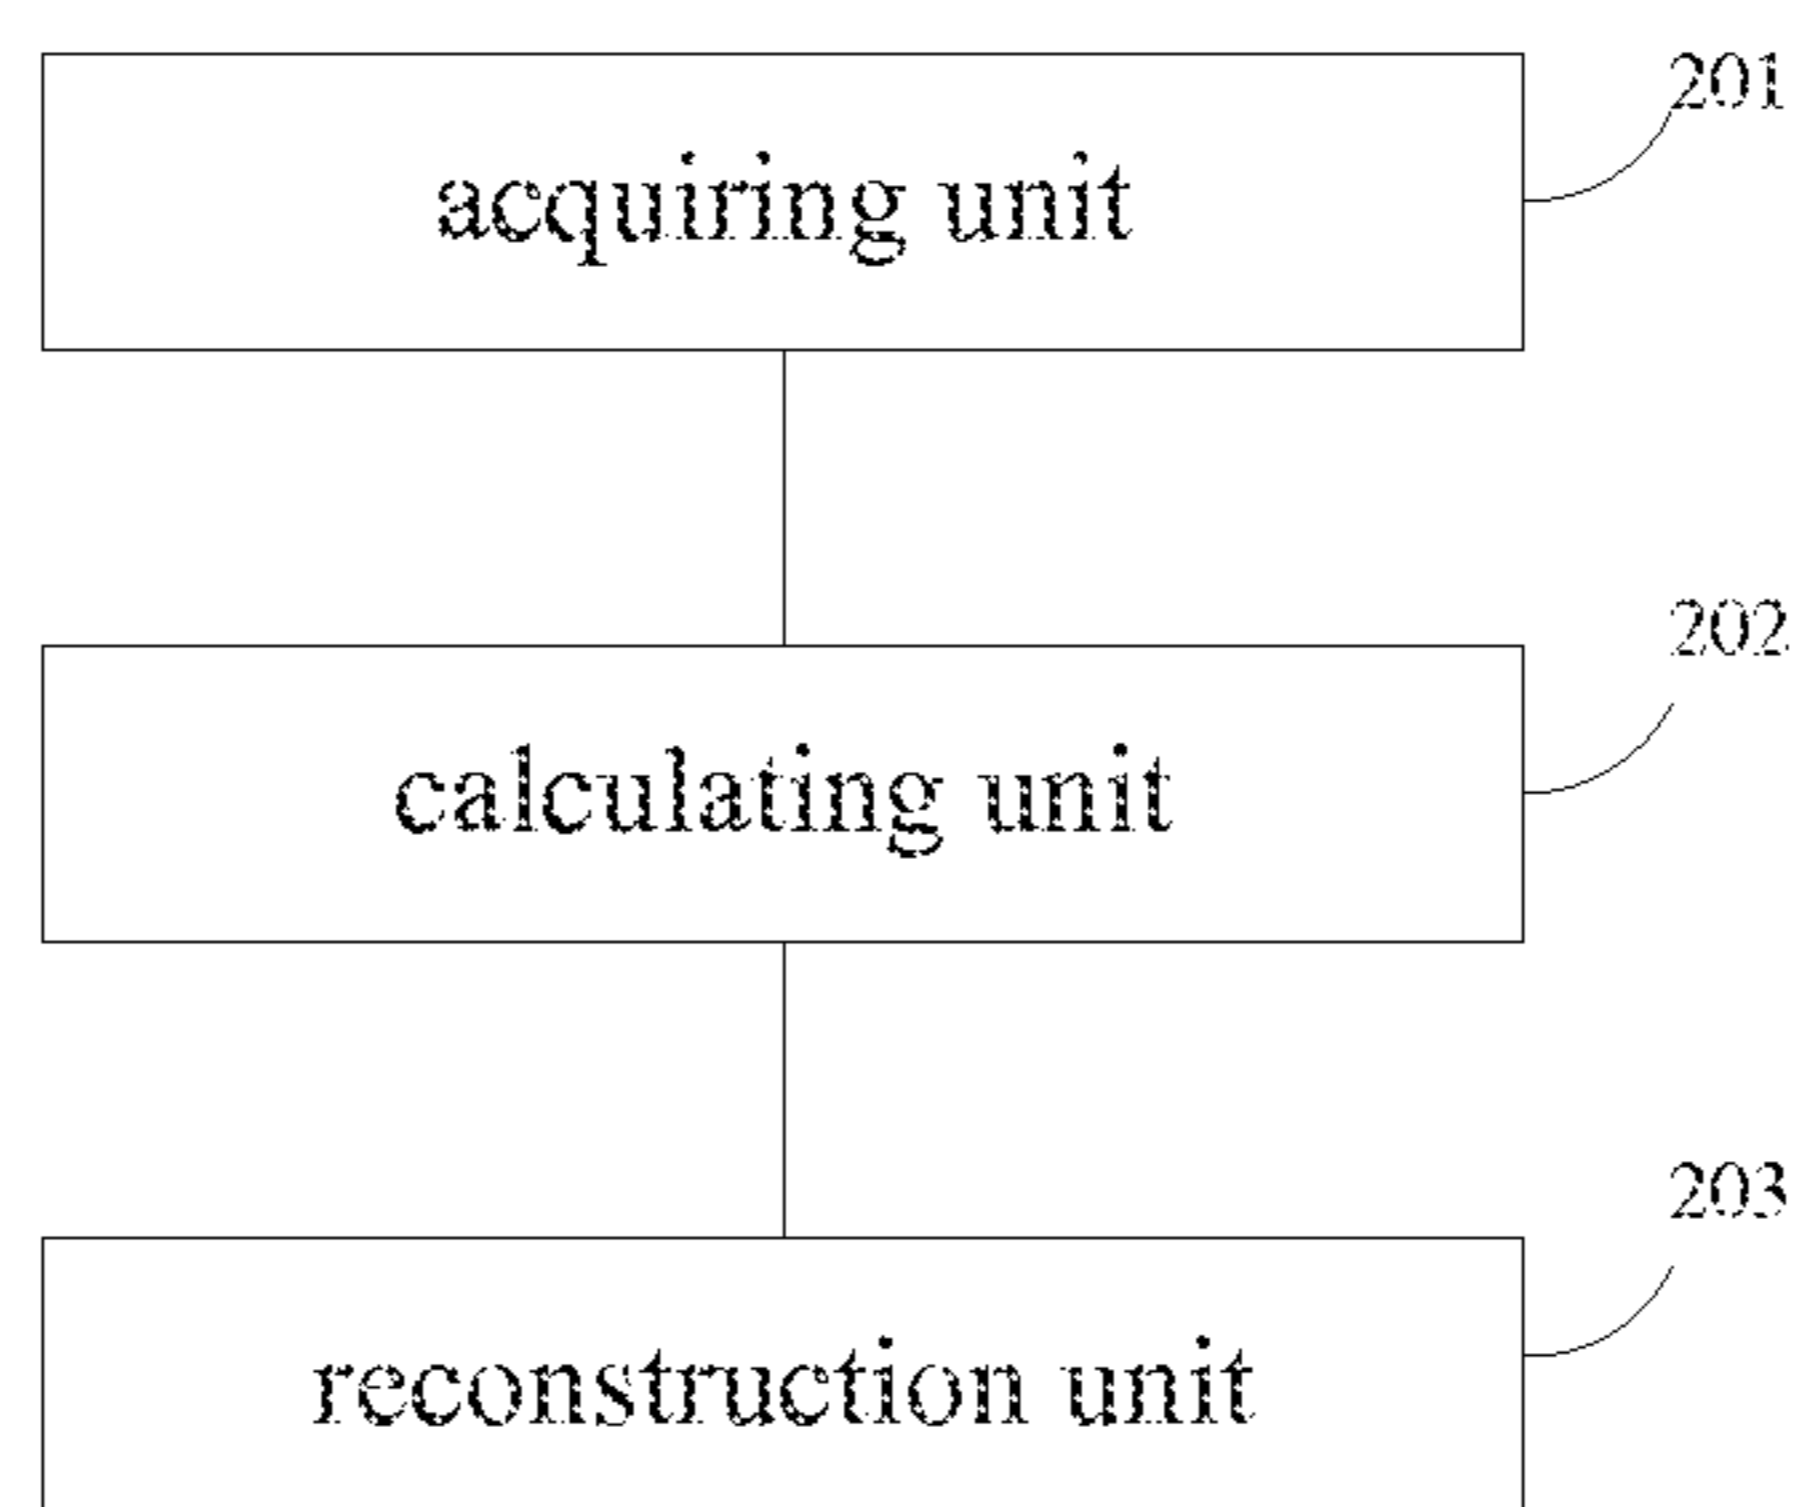 201
acquiring unit
202
calculating unit
203
reconstruction unit